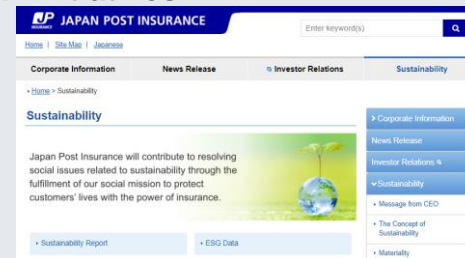 JP INSURANCE JAPAN POST INSURANCE
Enter keyword(s)
Home | Site Map | Japanese
Corporate Information News Release Investor Relations Sustainability
Home > Sustainability
Sustainability
Japan Post Insurance will contribute to resolving
social issues related to sustainability through the
fulfillment of our social mission to protect
customers' lives with the power of insurance.
Sustainability Report ESG Data
Corporate Information
News Release
Investor Relations
Sustainability
Message from CEO
The Concept of
Sustainability
Materiality